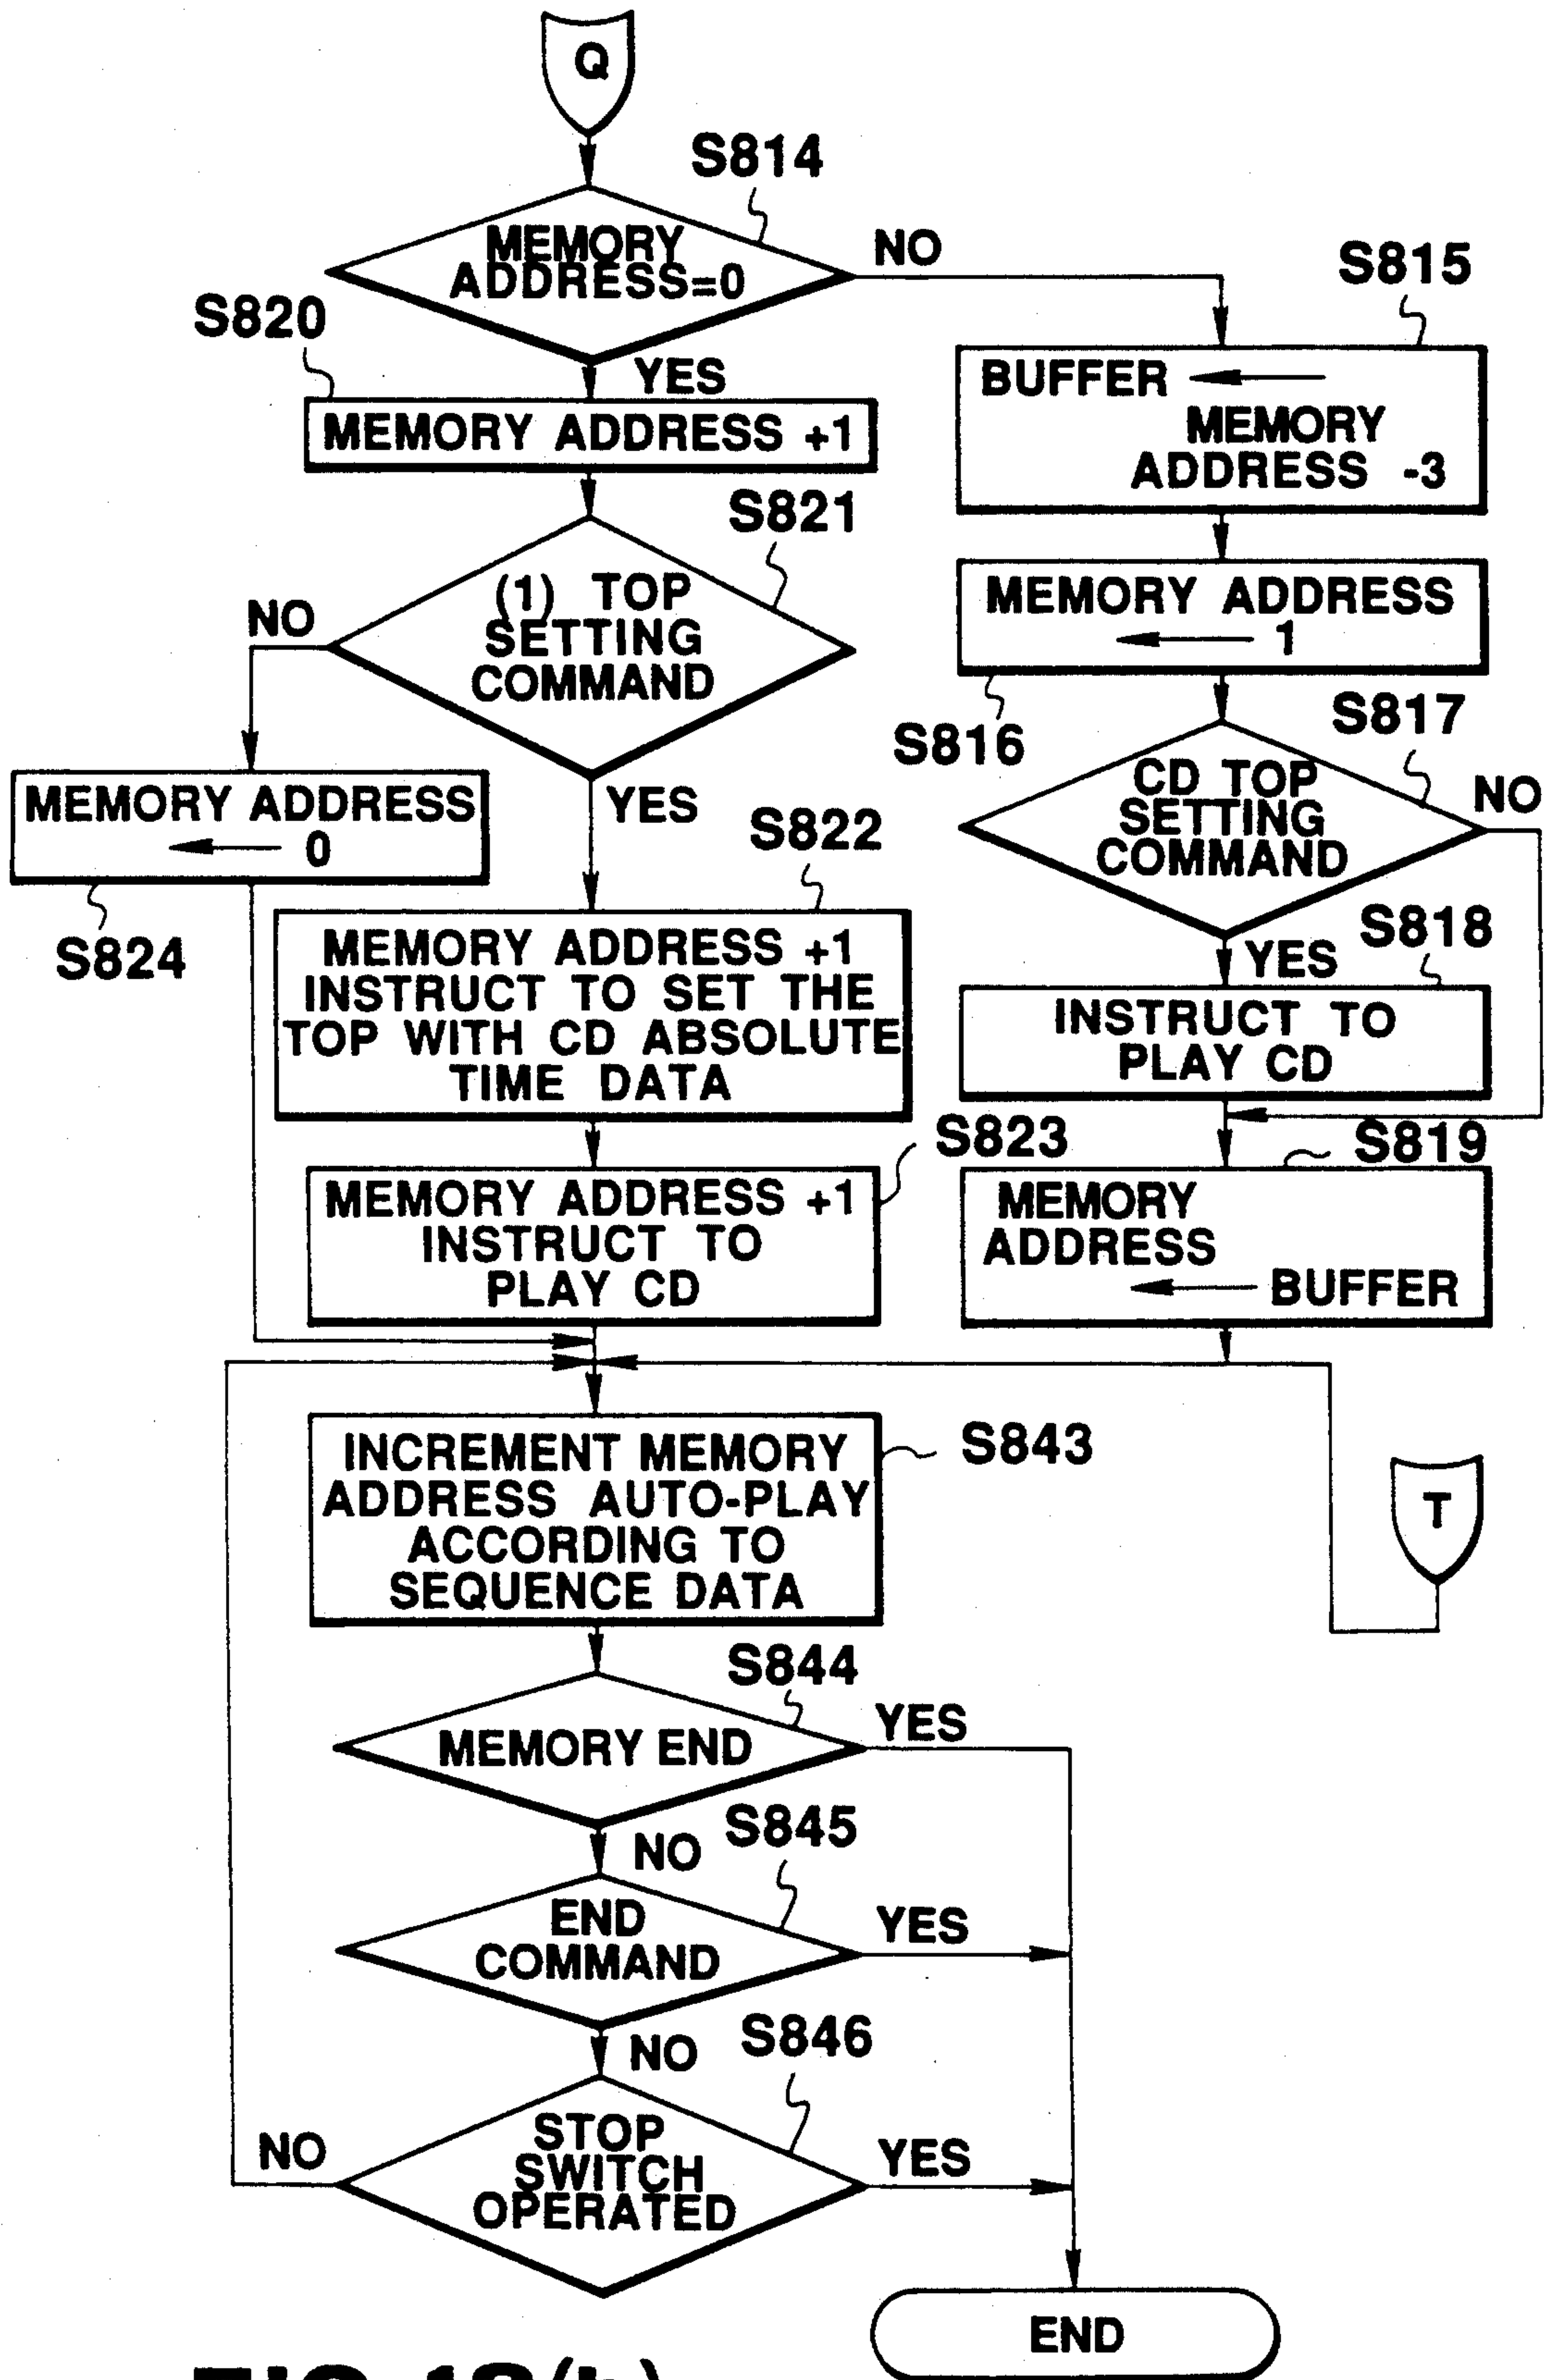 Q
S814
MEMORY
ADDRESS=0
NO
S815
S820
YES
BUFFER ←
MEMORY
ADDRESS -3
MEMORY ADDRESS +1
S821
(1) TOP
SETTING
COMMAND
NO
MEMORY ADDRESS
← 1
S816
S817
CD TOP
SETTING
COMMAND
NO
MEMORY ADDRESS
← 0
S824
YES
S822
MEMORY ADDRESS +1
INSTRUCT TO SET THE
TOP WITH CD ABSOLUTE
TIME DATA
YES
S818
INSTRUCT TO
PLAY CD
S823
MEMORY ADDRESS +1
INSTRUCT TO
PLAY CD
S819
MEMORY
ADDRESS
← BUFFER
INCREMENT MEMORY
ADDRESS AUTO-PLAY
ACCORDING TO
SEQUENCE DATA
S843
T
S844
MEMORY END
YES
NO
S845
END
COMMAND
YES
NO
S846
STOP
SWITCH
OPERATED
NO
YES
END